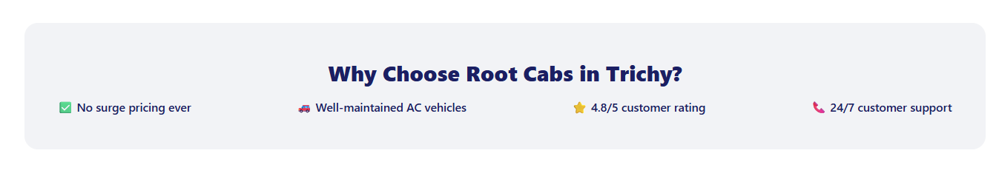 Why Choose Root Cabs in Trichy?
✅ No surge pricing ever
🚗 Well-maintained AC vehicles
⭐ 4.8/5 customer rating
📞 24/7 customer support